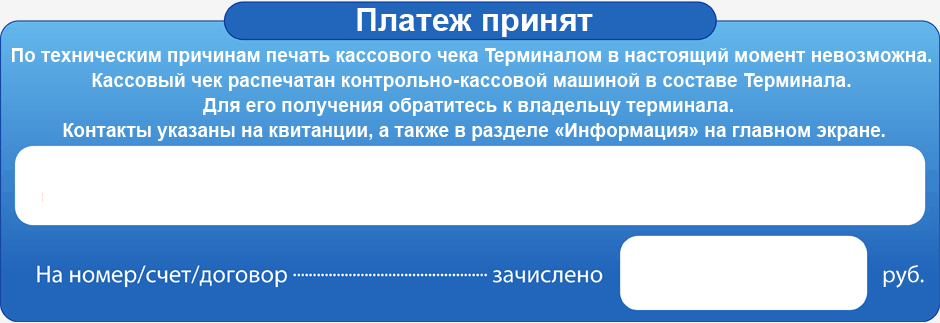 Платеж принят
По техническим причинам печать кассового чека Терминалом в настоящий момент невозможна.
Кассовый чек распечатан контрольно-кассовой машиной в составе Терминала.
Для его получения обратитесь к владельцу терминала.
Контакты указаны на квитанции, а также в разделе «Информация» на главном экране.
На номер/счет/договор ................................................ зачислено руб.